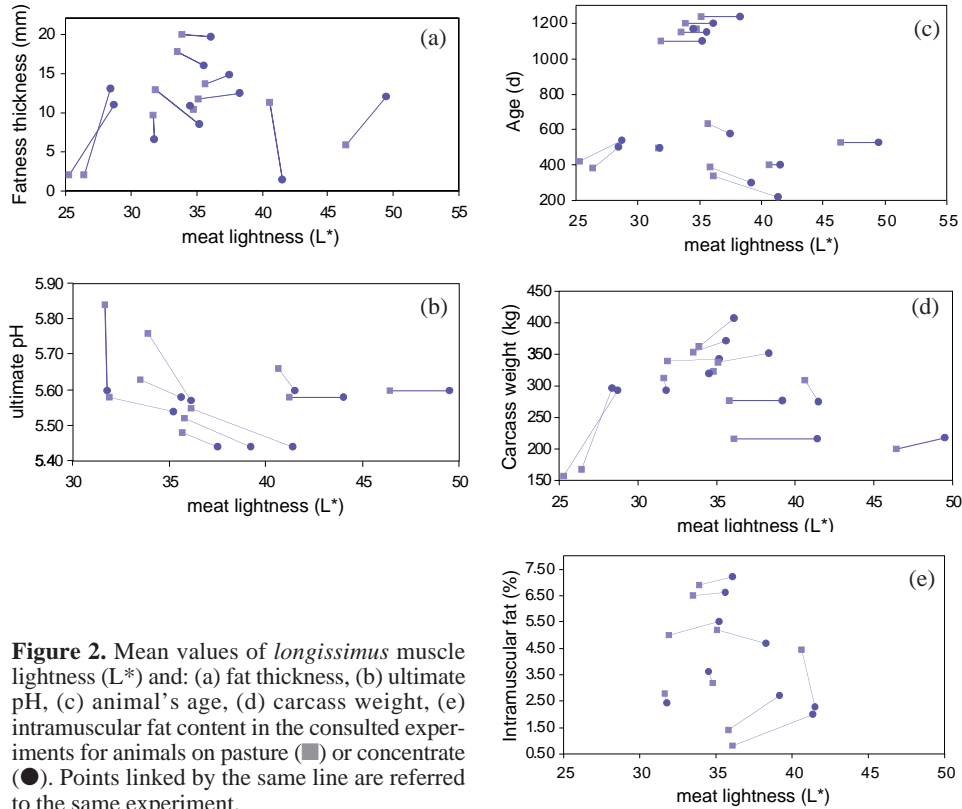 (a)
Fatness thickness (mm)
20
15
10
5
0
25 30 35 40 45 50 55
meat lightness (L*)
(c)
Age (d)
1200
1000
800
600
400
200
25 30 35 40 45 50 55
meat lightness (L*)
(b)
ultimate pH
5.90
5.80
5.70
5.60
5.50
5.40
30 35 40 45 50
meat lightness (L*)
(d)
Carcass weight (kg)
450
400
350
300
250
200
150
25 30 35 40 45 50
meat lightness (L*)
(e)
Intramuscular fat (%)
7.50
6.50
5.50
4.50
3.50
2.50
1.50
0.50
25 30 35 40 45 50
meat lightness (L*)
Figure 2. Mean values of longissimus muscle
lightness (L*) and: (a) fat thickness, (b) ultimate
pH, (c) animal's age, (d) carcass weight, (e)
intramuscular fat content in the consulted exper-
iments for animals on pasture (■) or concentrate
(●). Points linked by the same line are referred
to the same experiment.